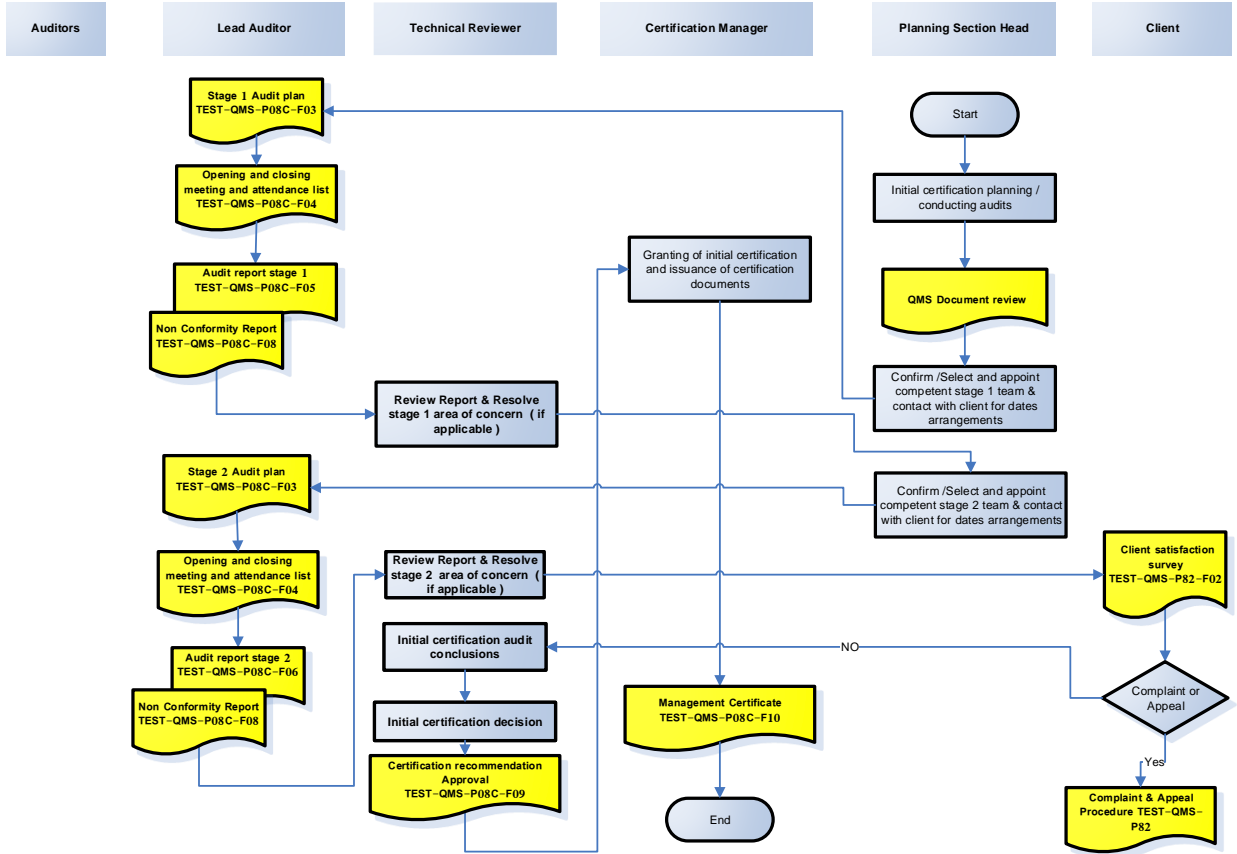 Auditors
Lead Auditor
Technical Reviewer
Certification Manager
Planning Section Head
Client
Stage 1 Audit plan
TEST-QMS-P08C-F03
Start
Opening and closing
meeting and attendance list
TEST-QMS-P08C-F04
Initial certification planning /
conducting audits
Audit report stage 1
TEST-QMS-P08C-F05
Granting of initial certification
and issuance of certification
documents
QMS Document review
Non Conformity Report
TEST-QMS-P08C-F08
Confirm /Select and appoint
competent stage 1 team &
contact with client for dates
arrangements
Review Report & Resolve
stage 1 area of concern ( if
applicable )
Stage 2 Audit plan
TEST-QMS-P08C-F03
Confirm /Select and appoint
competent stage 2 team & contact
with client for dates arrangements
Opening and closing
meeting and attendance list
TEST-QMS-P08C-F04
Review Report & Resolve
stage 2 area of concern (
if applicable )
Client satisfaction
survey
TEST-QMS-P82-F02
Initial certification audit
conclusions
NO
Audit report stage 2
TEST-QMS-P08C-F06
Non Conformity Report
TEST-QMS-P08C-F08
Complaint or
Appeal
Initial certification decision
Management Certificate
TEST-QMS-P08C-F10
Certification recommendation
Approval
TEST-QMS-P08C-F09
Yes
End
Complaint & Appeal
Procedure TEST-QMS-
P82